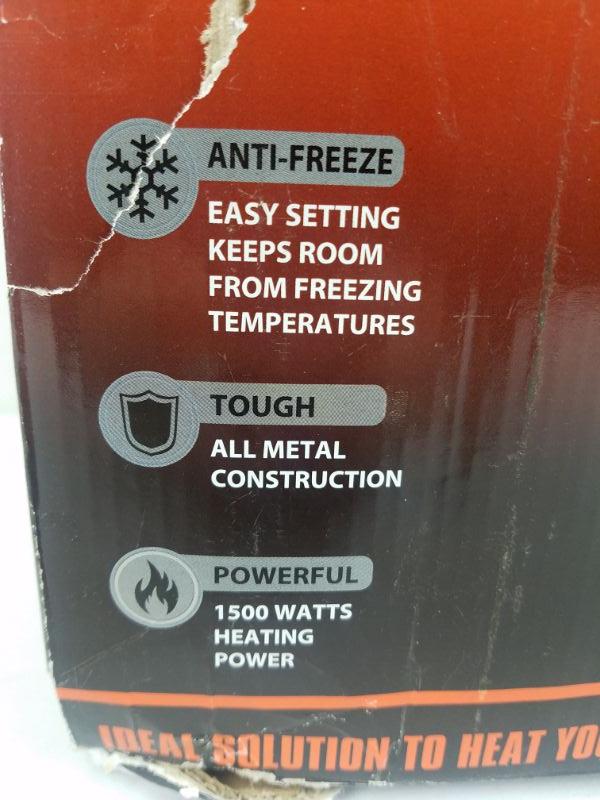 ANTI-FREEZE
EASY SETTING
KEEPS ROOM
FROM FREEZING
TEMPERATURES
TOUGH
ALL METAL
CONSTRUCTION
POWERFUL
1500 WATTS
HEATING
POWER
IDEAL SOLUTION TO HEAT YO